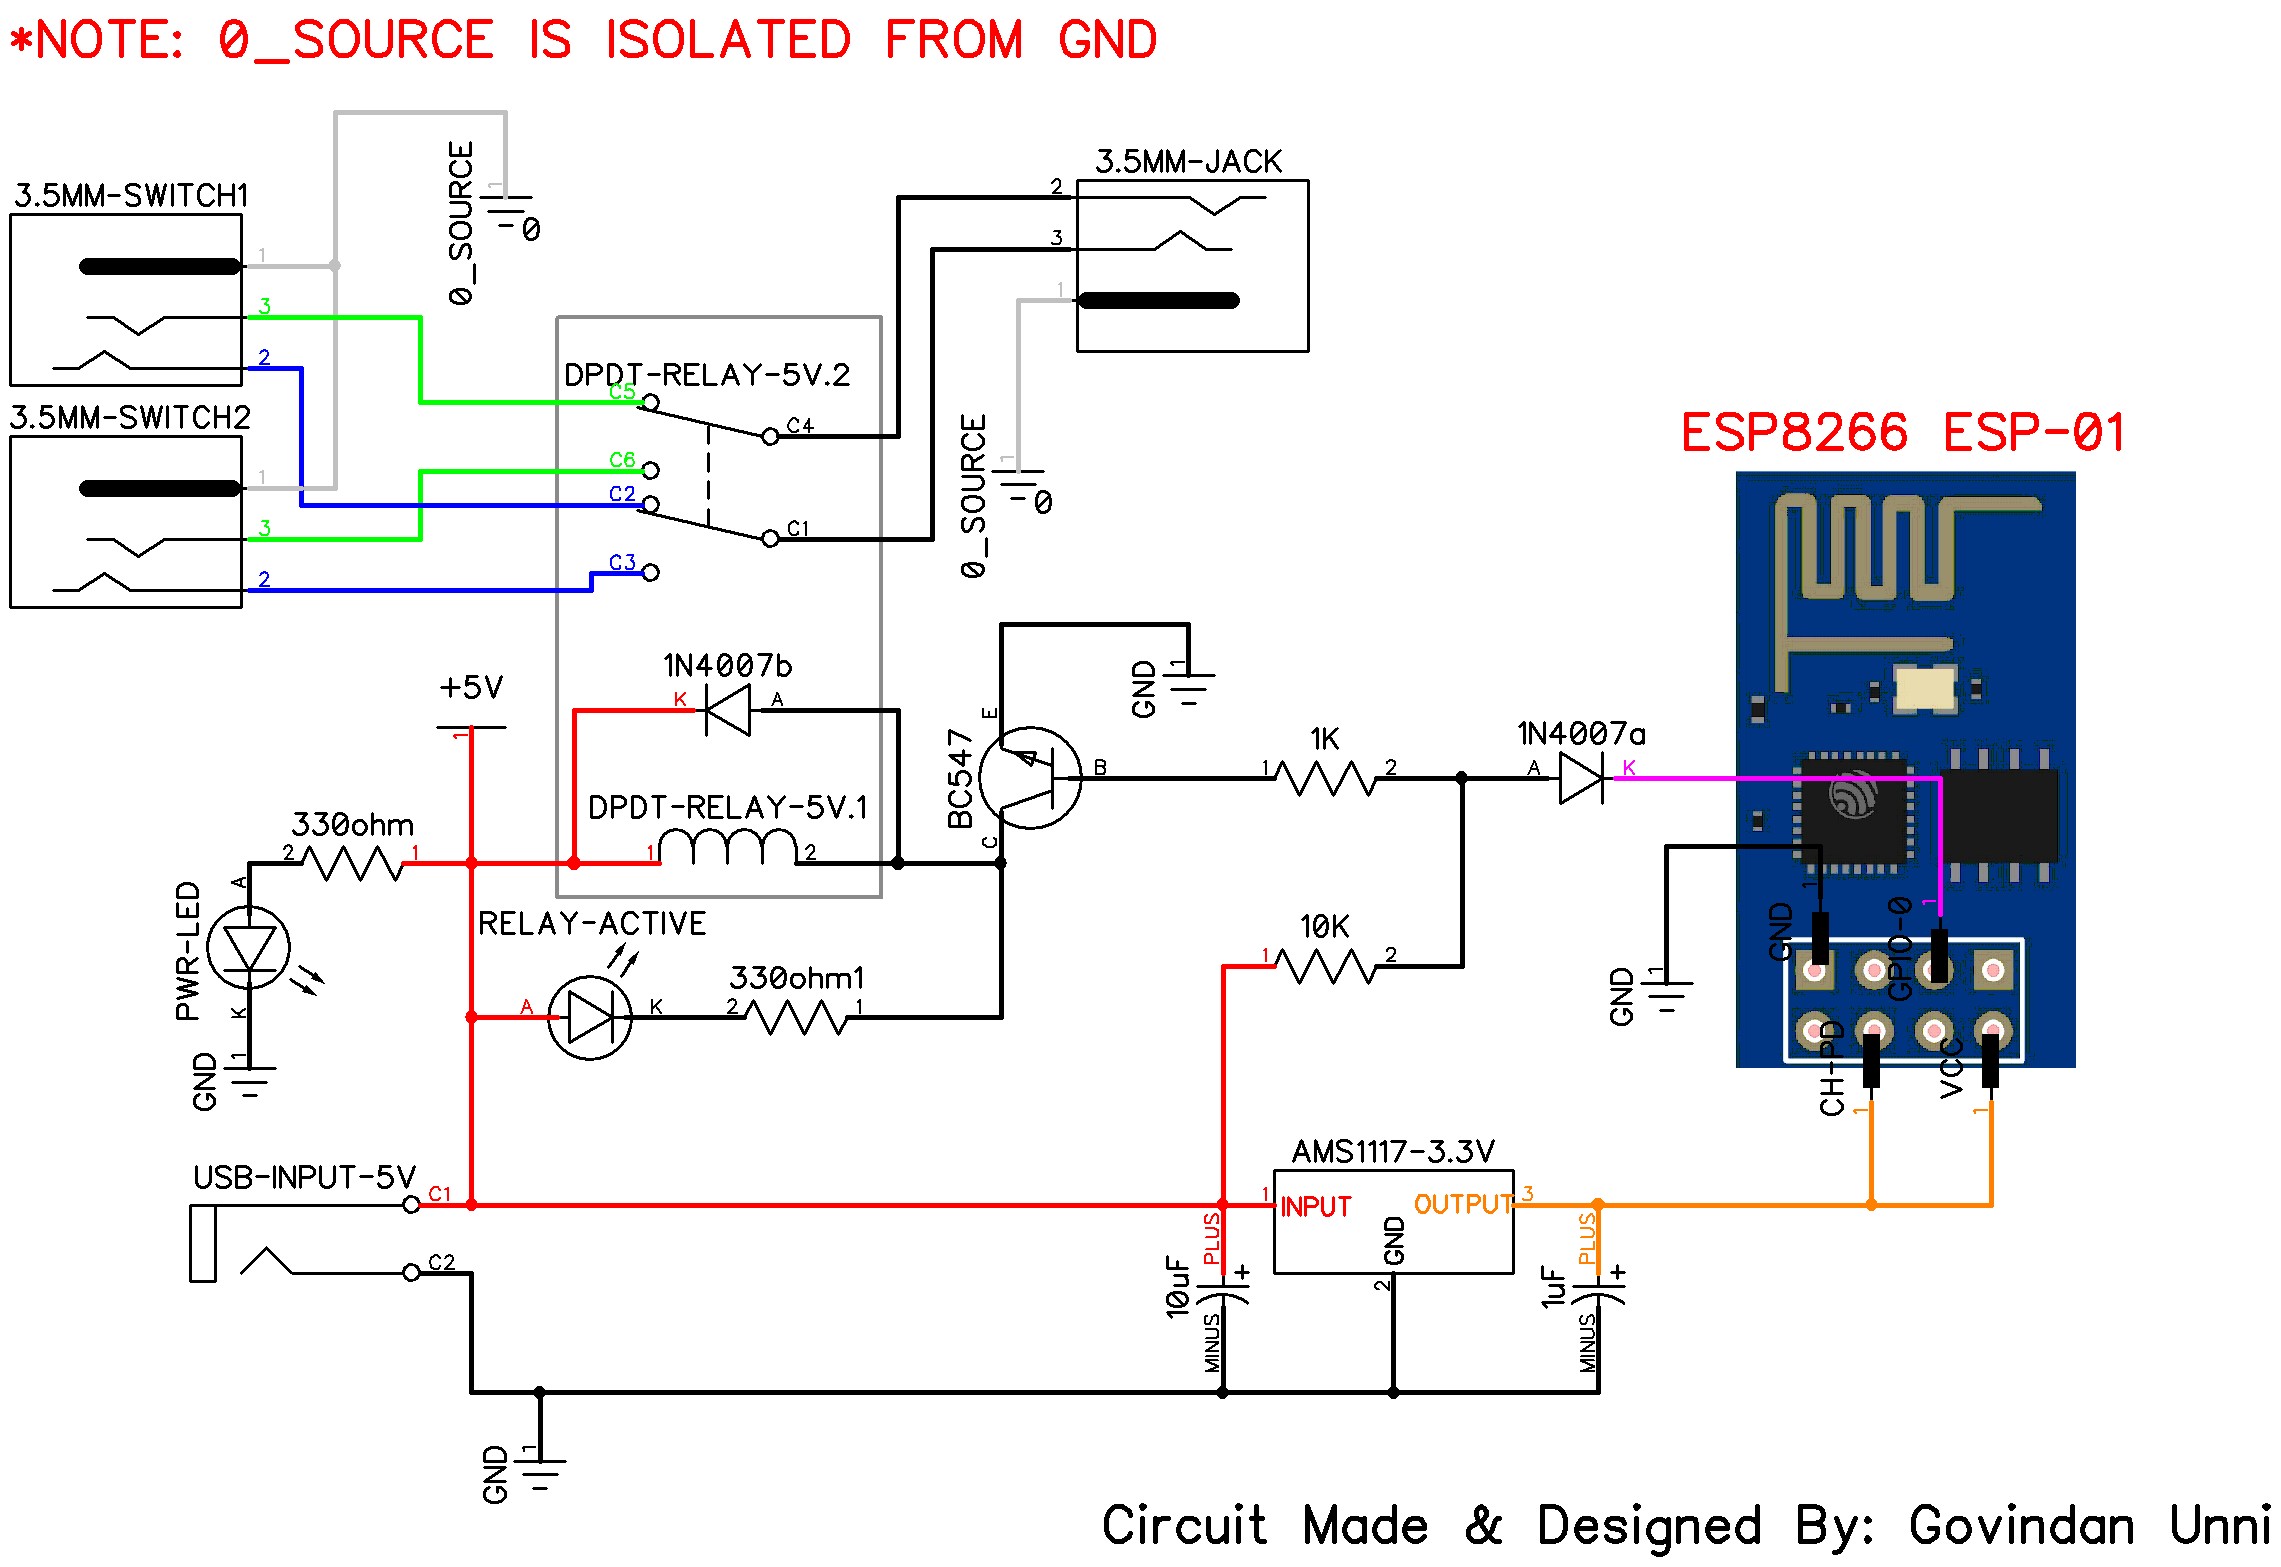 *NOTE: 0_SOURCE IS ISOLATED FROM GND
3.5MM-SWITCH1
1
3
2
0_SOURCE
1
0
3.5MM-JACK
2
3
1
0_SOURCE
1
0
3.5MM-SWITCH2
1
3
2
DPDT-RELAY-5V.2
C5
C4
C6
C2
C1
C3
ESP8266 ESP-01
+5V
1
1N4007b
K
A
DPDT-RELAY-5V.1
1
2
BC547
E
B
C
GND
1
1K
1
2
1N4007a
A
K
330ohm
2
1
PWR-LED
A
K
GND
1
RELAY-ACTIVE
A
K
330ohm1
2
1
10K
1
2
GND
1
GND
1
GPIO-0
1
CH-PD
1
VCC
1
USB-INPUT-5V
C1
C2
AMS1117-3.3V
1
INPUT
OUTPUT
3
GND
2
PLUS
10uF
+
MINUS
PLUS
1uF
+
MINUS
GND
1
Circuit Made & Designed By: Govindan Unni